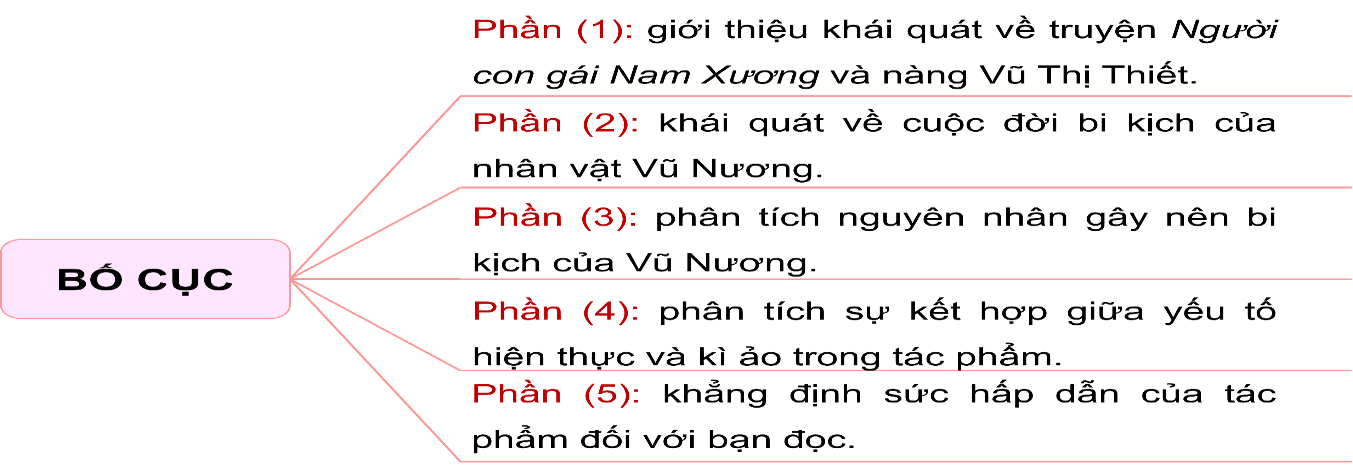 BỐ CỤC
Phần (1): giới thiệu khái quát về truyện Người
con gái Nam Xương và nàng Vũ Thị Thiết.
Phần (2): khái quát về cuộc đời bi kịch của
nhân vật Vũ Nương.
Phần (3): phân tích nguyên nhân gây nên bi
kịch của Vũ Nương.
Phần (4): phân tích sự kết hợp giữa yếu tố
hiện thực và kì ảo trong tác phẩm.
Phần (5): khẳng định sức hấp dẫn của tác
phẩm đối với bạn đọc.